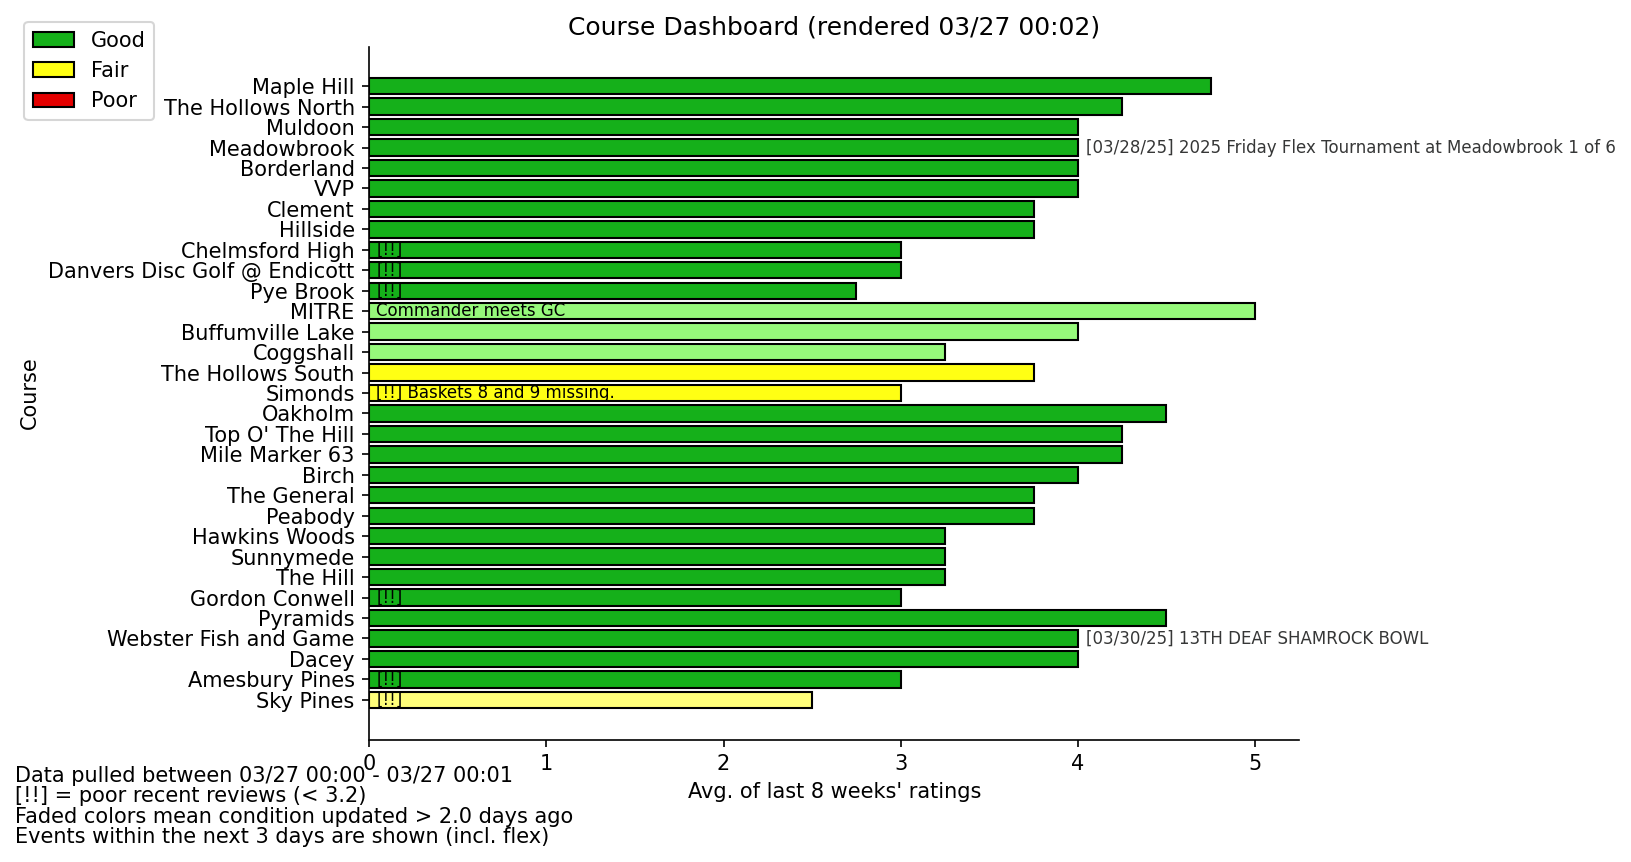 Course Dashboard (rendered 03/27 00:02)
Good
Fair
Poor
Course
Maple Hill
The Hollows North
Muldoon
Meadowbrook [03/28/25] 2025 Friday Flex Tournament at Meadowbrook 1 of 6
Borderland
VVP
Clement
Hillside
Chelmsford High [!!]
Danvers Disc Golf @ Endicott [!!]
Pye Brook [!!]
MITRE Commander meets GC
Buffumville Lake
Coggshall
The Hollows South
Simonds [!!] Baskets 8 and 9 missing.
Oakholm
Top O' The Hill
Mile Marker 63
Birch
The General
Peabody
Hawkins Woods
Sunnymede
The Hill
Gordon Conwell [!!]
Pyramids
Webster Fish and Game [03/30/25] 13TH DEAF SHAMROCK BOWL
Dacey
Amesbury Pines [!!]
Sky Pines [!!]
0 1 2 3 4 5
Avg. of last 8 weeks' ratings
Data pulled between 03/27 00:00 - 03/27 00:01
[!!] = poor recent reviews (< 3.2)
Faded colors mean condition updated > 2.0 days ago
Events within the next 3 days are shown (incl. flex)